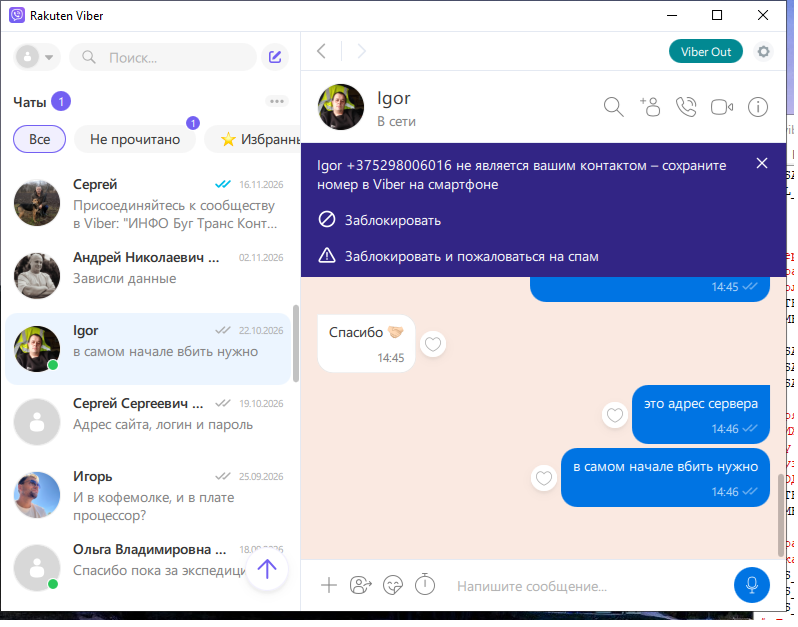 Rakuten Viber
Поиск...
Viber Out
Чаты 1
Все
Не прочитано
1
Избранны
Сергей
16.11.2026
Присоединяйтесь к сообществу
в Viber: "ИНФО Буг Транс Конт...
Андрей Николаевич ...
02.11.2026
Зависли данные
Igor
22.10.2026
в самом начале вбить нужно
Сергей Сергеевич ...
19.10.2026
Адрес сайта, логин и пароль
Игорь
25.09.2026
И в кофемолке, и в плате
процессор?
Ольга Владимировна ...
Спасибо пока за экспедици
Igor
В сети
Igor +375298006016 не является вашим контактом – сохраните
номер в Viber на смартфоне
Заблокировать
Заблокировать и пожаловаться на спам
14:45
Спасибо
14:45
это адрес сервера
14:46
в самом начале вбить нужно
14:46
Напишите сообщение...